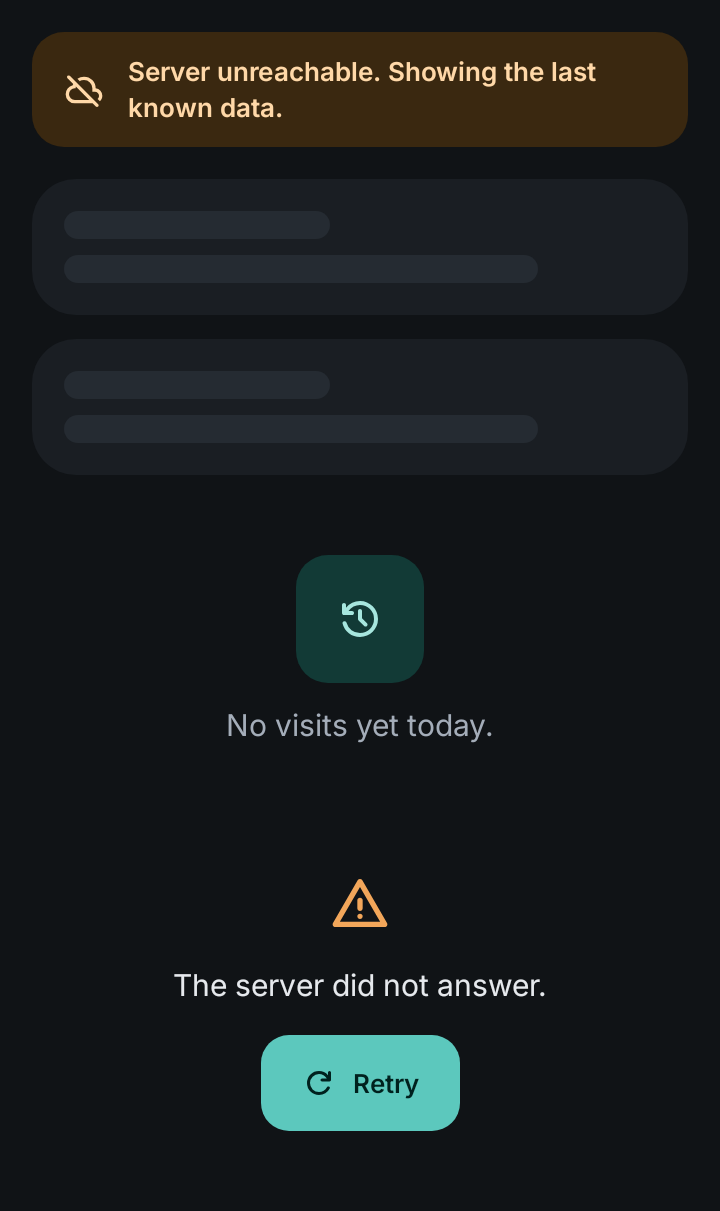 Server unreachable. Showing the last
known data.
No visits yet today.
The server did not answer.
Retry